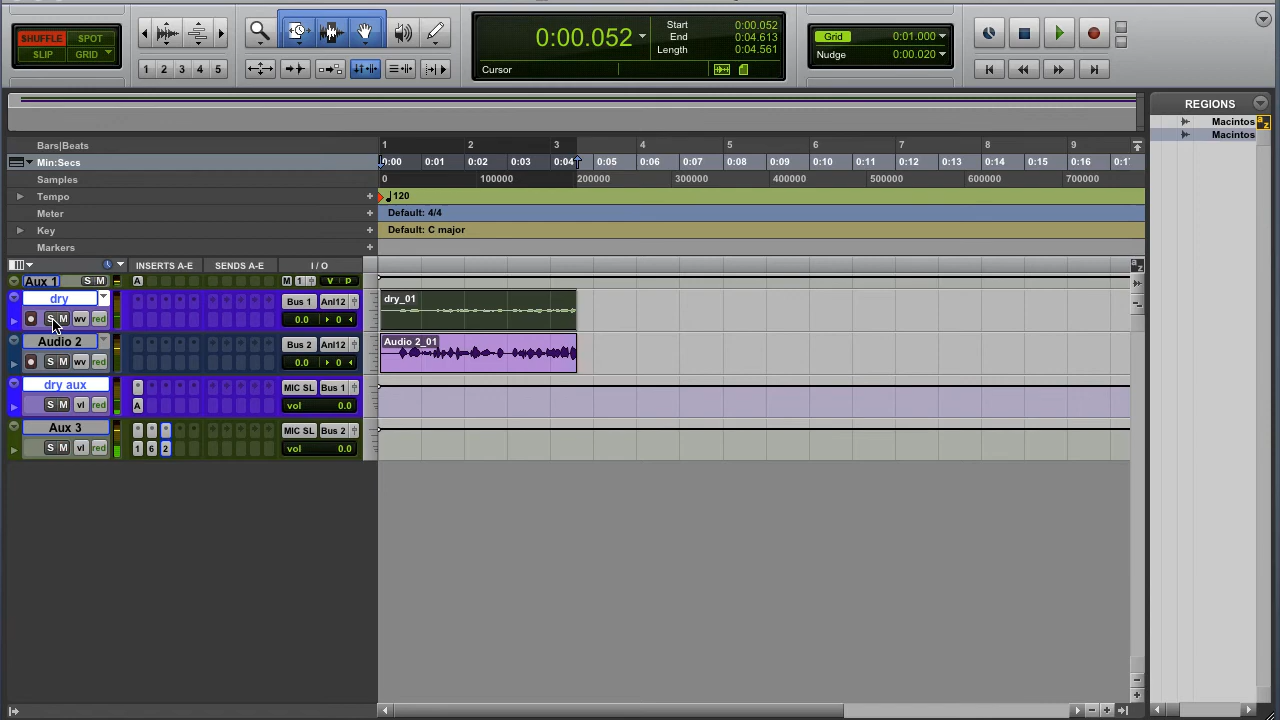 SHUFFLE SPOT
SLIP GRID
1 2 3 4 5
0:00.052
Start 0:00.052
End 0:04.613
Length 0:04.561
Cursor
Grid 0:01.000
Nudge 0:00.020
REGIONS
Macintos
Macintos
Bars|Beats 1 2 3 4 5 6 7 8 9
Min:Secs 0:00 0:01 0:02 0:03 0:04 0:05 0:06 0:07 0:08 0:09 0:10 0:11 0:12 0:13 0:14 0:15 0:16 0:1
Samples 0 100000 200000 300000 400000 500000 600000 700000
Tempo 120
Meter Default: 4/4
Key Default: C major
Markers
INSERTS A-E SENDS A-E I / O
Aux 1 S M A M 1 V P
dry Bus 1 Anl12 dry_01
S M wv red 0.0 0
Audio 2 Bus 2 Anl12 Audio 2_01
S M wv red 0.0 0
dry aux MIC SL Bus 1
S M vl red A vol 0.0
Aux 3 MIC SL Bus 2
S M vl red 1 6 2 vol 0.0